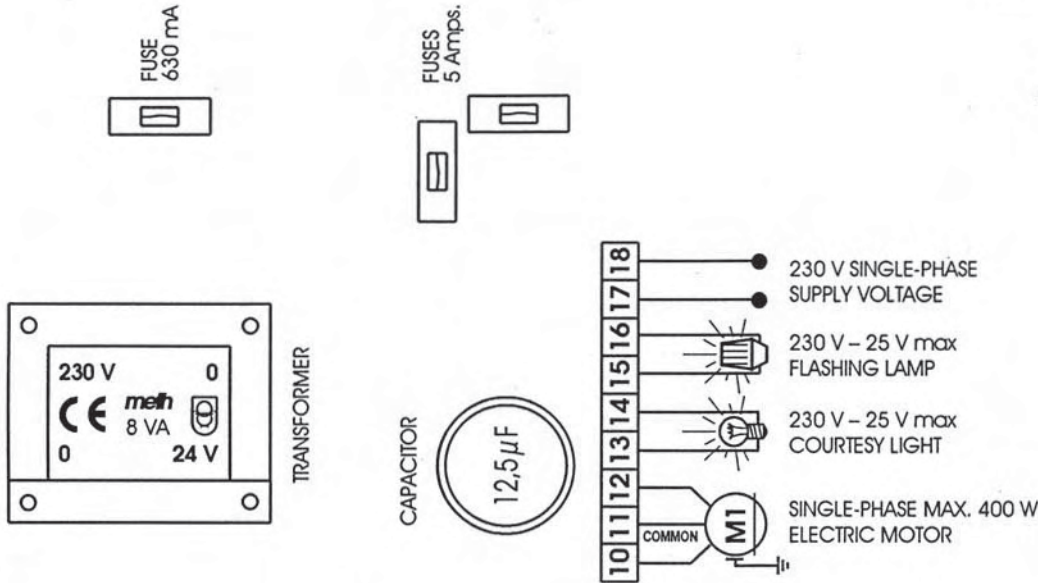 FUSE
630 mA
FUSES
5 Amps.
230 V 0
CE meth
8 VA
0 24 V
TRANSFORMER
CAPACITOR
12,5µF
18
17
16
15
14
13
12
11
10
230 V SINGLE-PHASE
SUPPLY VOLTAGE
230 V – 25 V max
FLASHING LAMP
230 V – 25 V max
COURTESY LIGHT
COMMON
M1
SINGLE-PHASE MAX. 400 W
ELECTRIC MOTOR